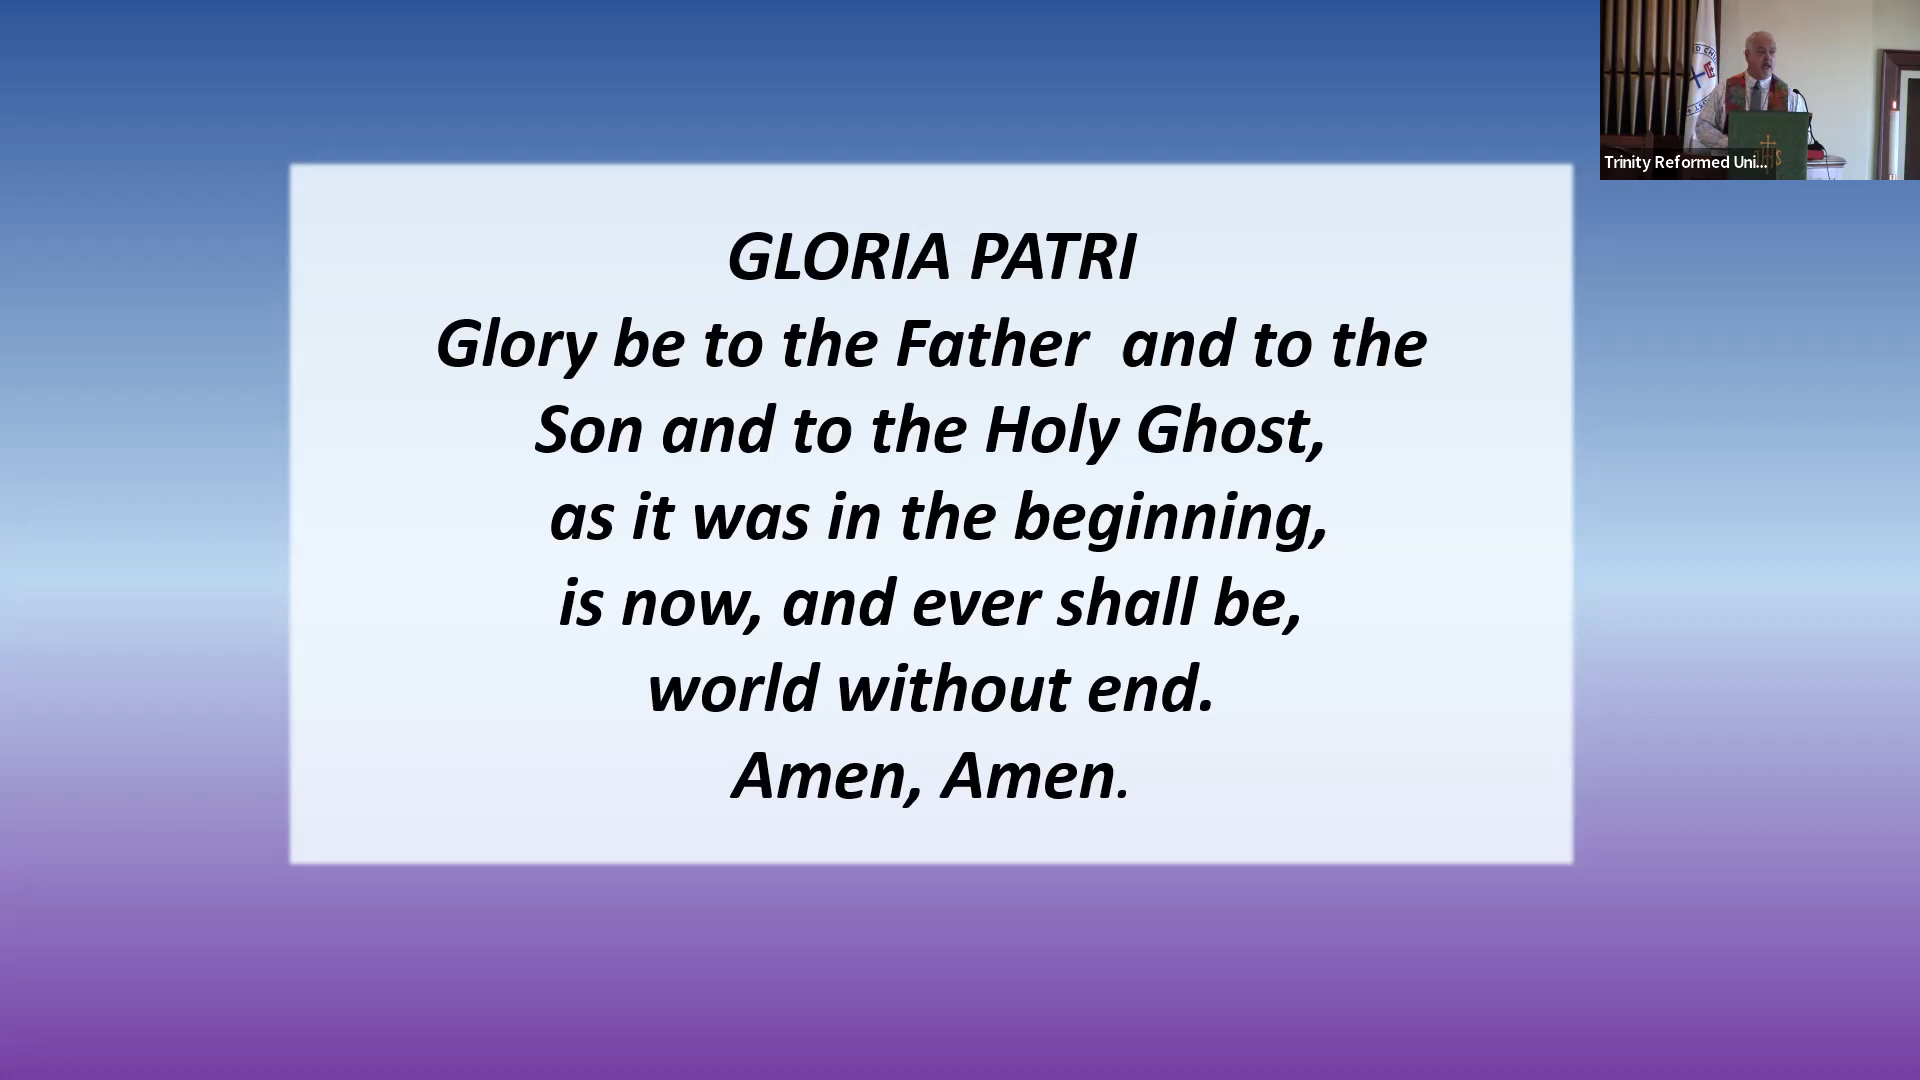 GLORIA PATRI
Glory be to the Father  and to the
Son and to the Holy Ghost,
as it was in the beginning,
is now, and ever shall be,
world without end.
Amen, Amen.
Trinity Reformed Uni...